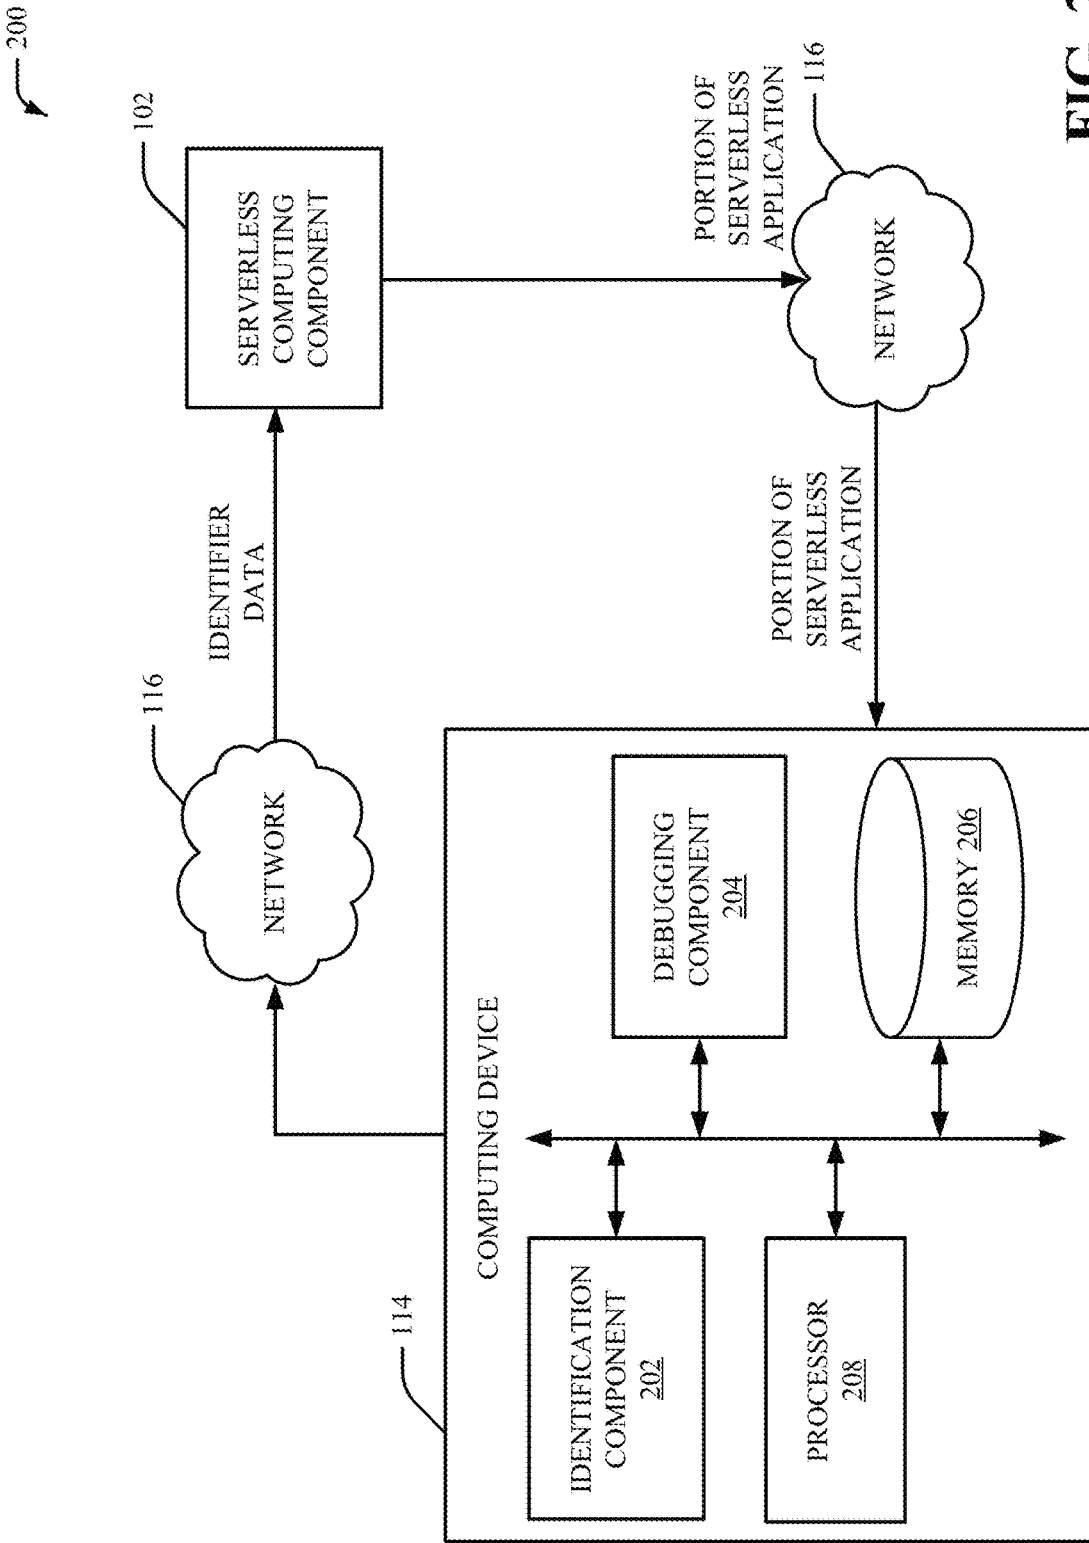 200
102
116
IDENTIFIER
DATA
NETWORK
SERVERLESS
COMPUTING
COMPONENT
114
COMPUTING DEVICE
IDENTIFICATION
COMPONENT
202
DEBUGGING
COMPONENT
204
PORTION OF
SERVERLESS
APPLICATION
116
PORTION OF
SERVERLESS
APPLICATION
NETWORK
PROCESSOR
208
MEMORY 206
FIG.